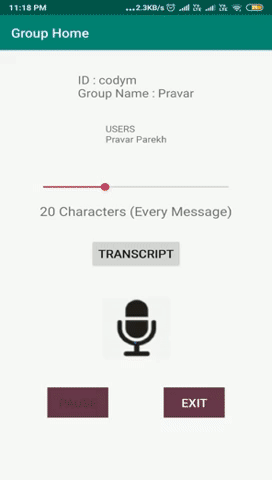 11:18 PM ...2.3KB/s
Group Home
ID : codym
Group Name : Pravar
USERS
Pravar Parekh
20 Characters (Every Message)
TRANSCRIPT
PAUSE EXIT